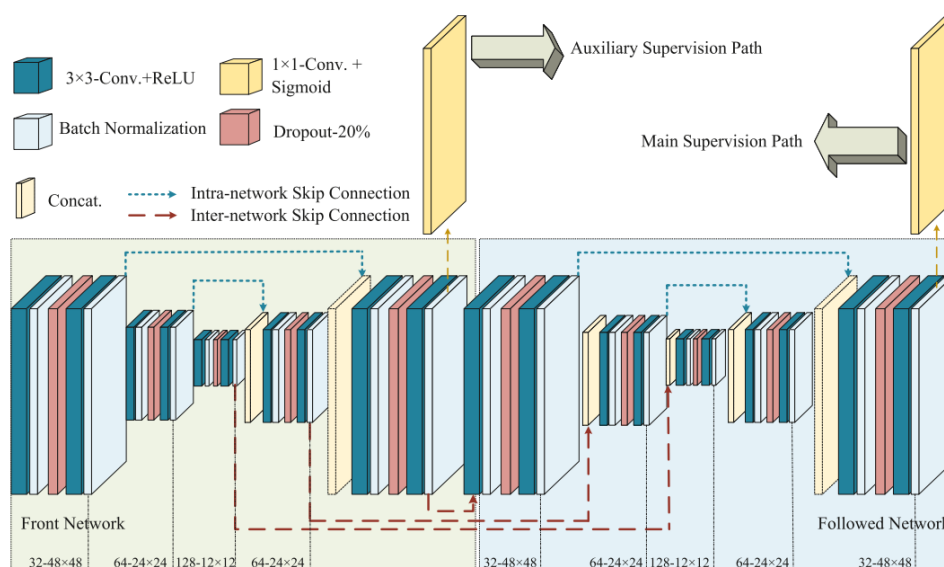 3×3-Conv.+ReLU
1×1-Conv. +
Sigmoid
Auxiliary Supervision Path
Batch Normalization
Dropout-20%
Main Supervision Path
Concat.
Intra-network Skip Connection
Inter-network Skip Connection
Front Network
Followed Network
32-48×48
64-24×24
128-12×12
64-24×24
32-48×48
64-24×24
128-12×12
64-24×24
32-48×48